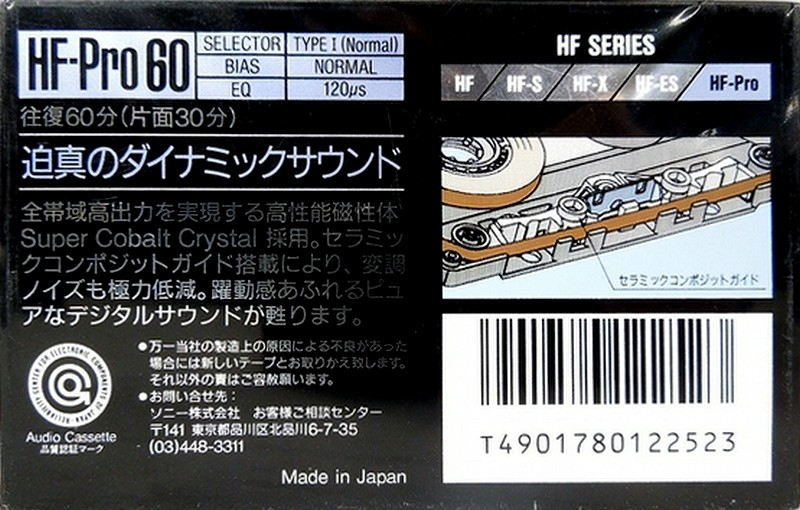 HF-Pro 60
SELECTOR TYPE I (Normal)
BIAS NORMAL
EQ 120μs
往復60分(片面30分)
迫真のダイナミックサウンド
全帯域高出力を実現する高性能磁性体
Super Cobalt Crystal 採用。セラミッ
クコンポジットガイド搭載により、変調
ノイズも極力低減。躍動感あふれるピュ
アなデジタルサウンドが甦ります。
RELIABILITY CENTER FOR ELECTRONIC COMPONENTS OF JAPAN
Audio Cassette
品質認証マーク
●万一当社の製造上の原因による不良があった
場合には新しいテープとお取りかえ致します。
それ以外の責はご容赦願います。
●お問い合せ先:
ソニー株式会社 お客様ご相談センター
〒141 東京都品川区北品川6-7-35
(03)448-3311
Made in Japan
HF SERIES
HF HF-S HF-X HF-ES HF-Pro
セラミックコンポジットガイド
T4901780122523